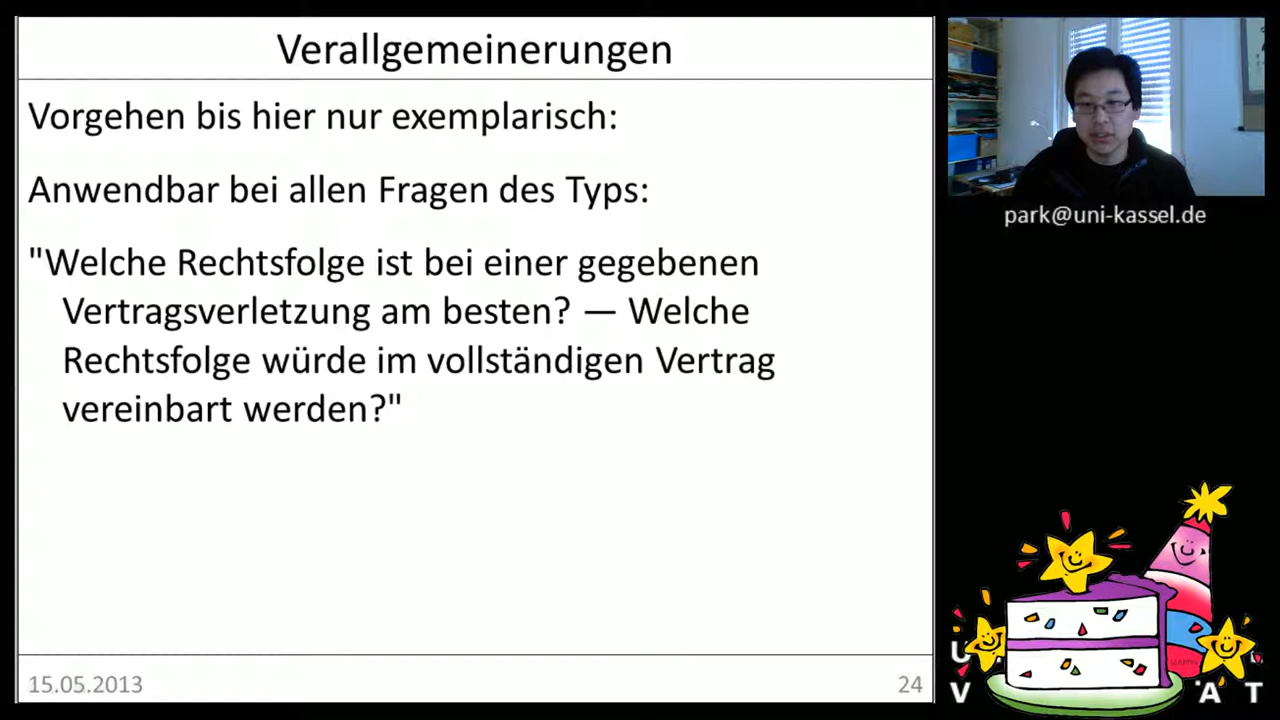 Verallgemeinerungen
Vorgehen bis hier nur exemplarisch:
Anwendbar bei allen Fragen des Typs:
"Welche Rechtsfolge ist bei einer gegebenen
Vertragsverletzung am besten? — Welche
Rechtsfolge würde im vollständigen Vertrag
vereinbart werden?"
15.05.2013
24
park@uni-kassel.de
U
V A T